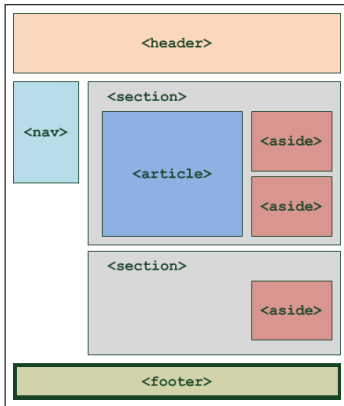 <header>
<nav>
<section>
<article>
<aside>
<aside>
<section>
<aside>
<footer>